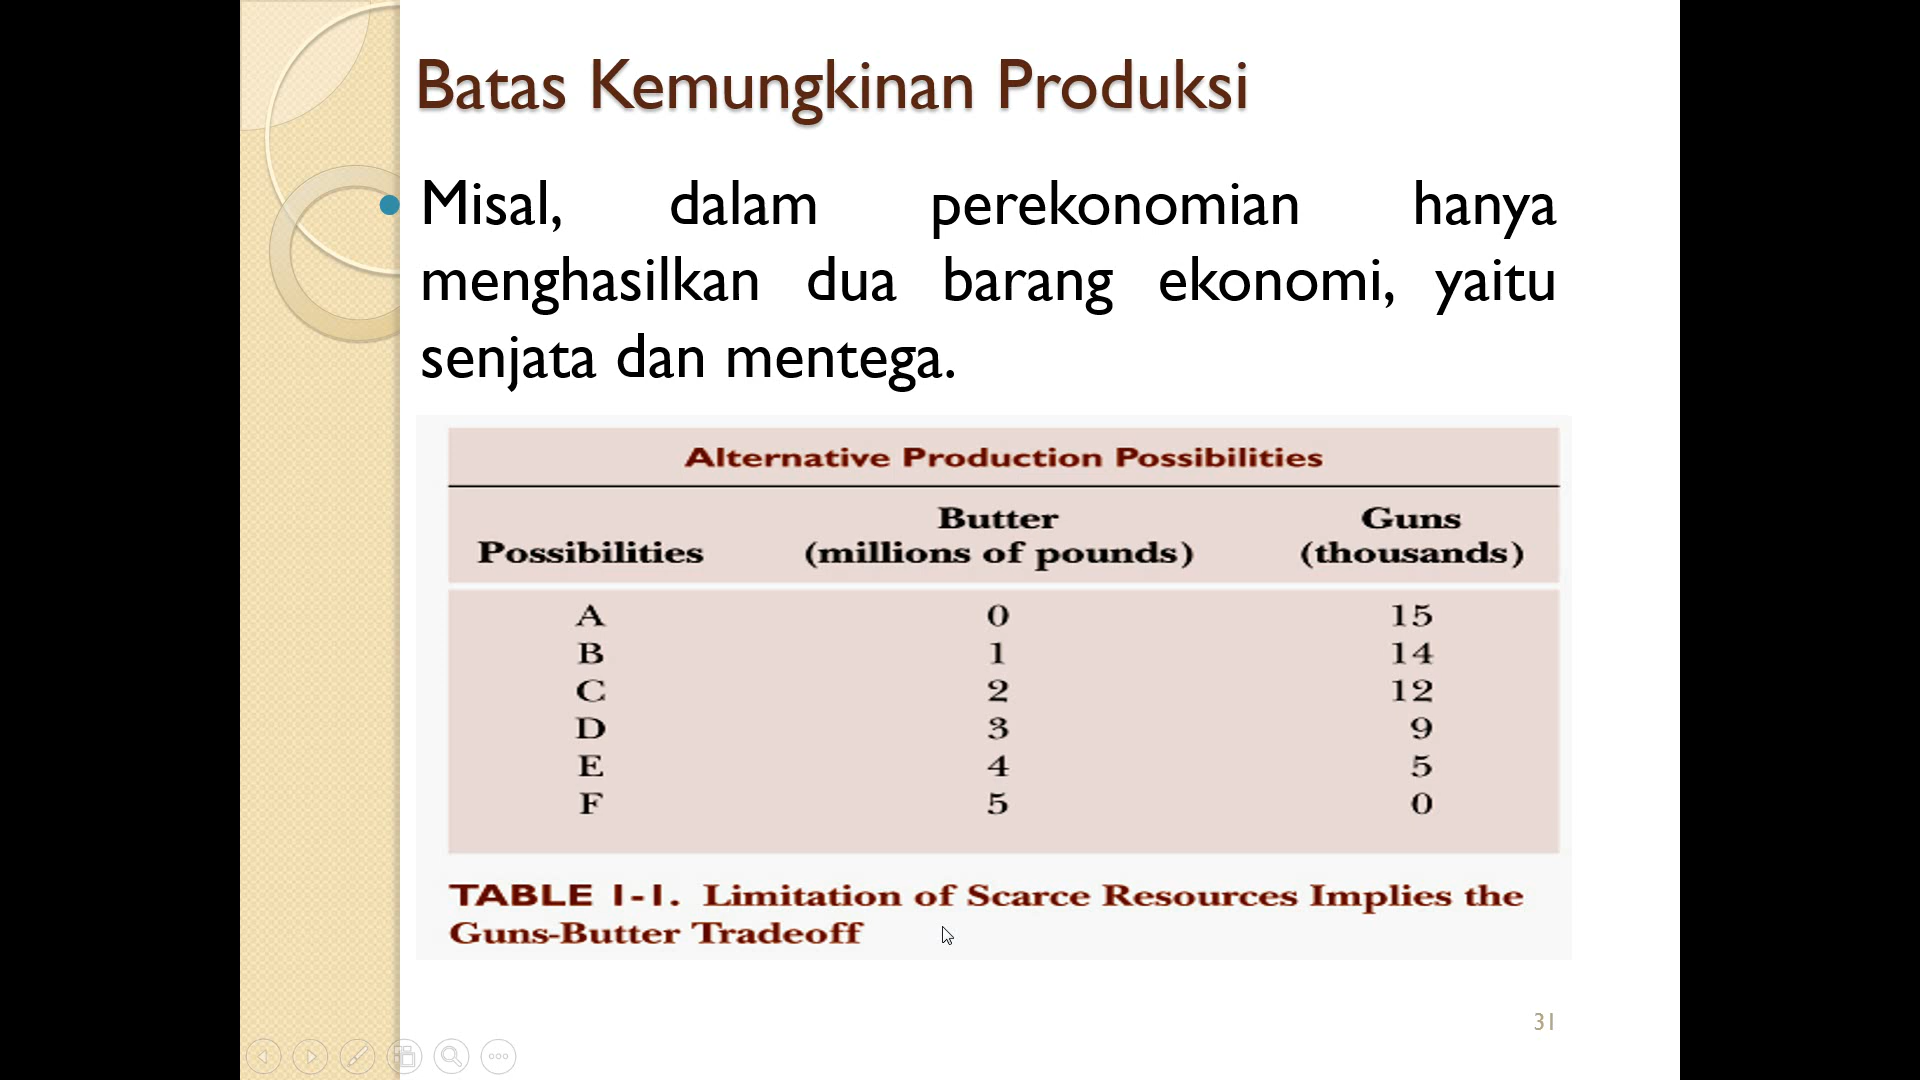 Batas Kemungkinan Produksi
Misal, dalam perekonomian hanya
menghasilkan dua barang ekonomi, yaitu
senjata dan mentega.
Alternative Production Possibilities
Butter Guns
Possibilities (millions of pounds) (thousands)
A 0 15
B 1 14
C 2 12
D 3 9
E 4 5
F 5 0
TABLE 1-1. Limitation of Scarce Resources Implies the
Guns-Butter Tradeoff
31